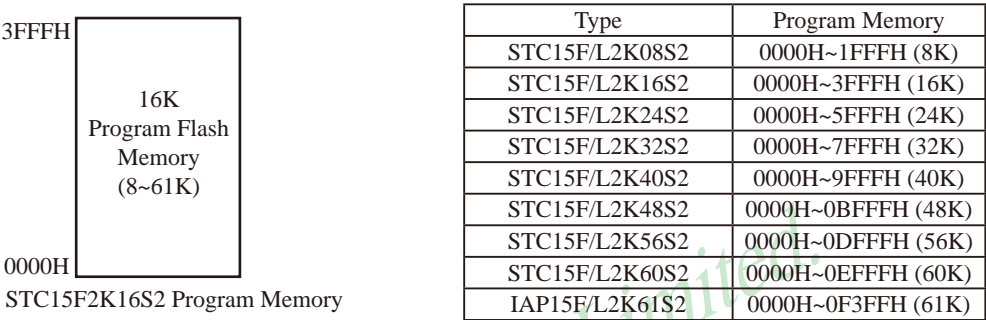 3FFFH
16K
Program Flash
Memory
(8~61K)
0000H
STC15F2K16S2 Program Memory
Type Program Memory
STC15F/L2K08S2 0000H~1FFFH (8K)
STC15F/L2K16S2 0000H~3FFFH (16K)
STC15F/L2K24S2 0000H~5FFFH (24K)
STC15F/L2K32S2 0000H~7FFFH (32K)
STC15F/L2K40S2 0000H~9FFFH (40K)
STC15F/L2K48S2 0000H~0BFFFH (48K)
STC15F/L2K56S2 0000H~0DFFFH (56K)
STC15F/L2K60S2 0000H~0EFFFH (60K)
IAP15F/L2K61S2 0000H~0F3FFH (61K)
Limited.